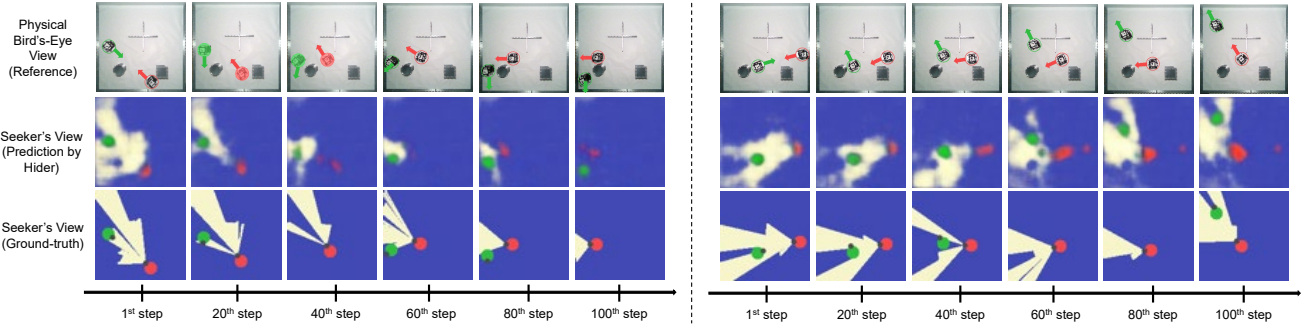 Physical
Bird's-Eye
View
(Reference)
Seeker's View
(Prediction by
Hider)
Seeker's View
(Ground-truth)
1st step 20th step 40th step 60th step 80th step 100th step 1st step 20th step 40th step 60th step 80th step 100th step